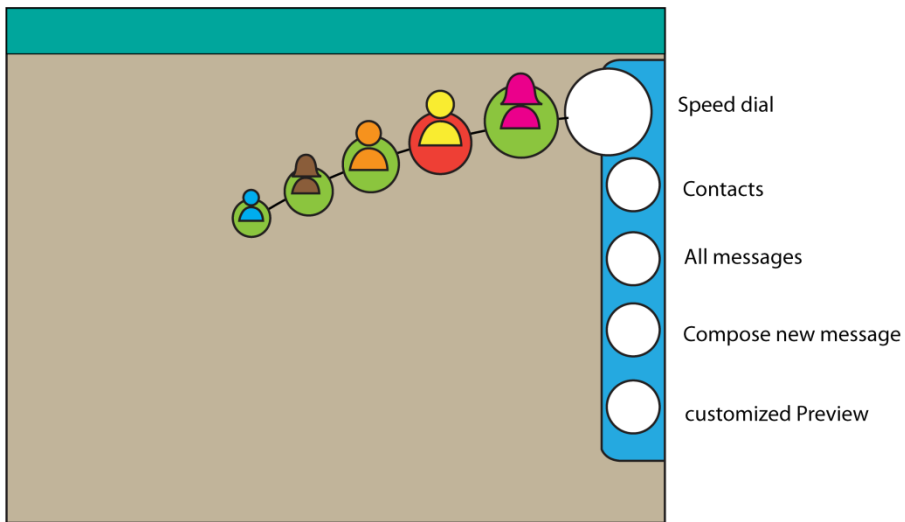 Speed dial
Contacts
All messages
Compose new message
customized Preview